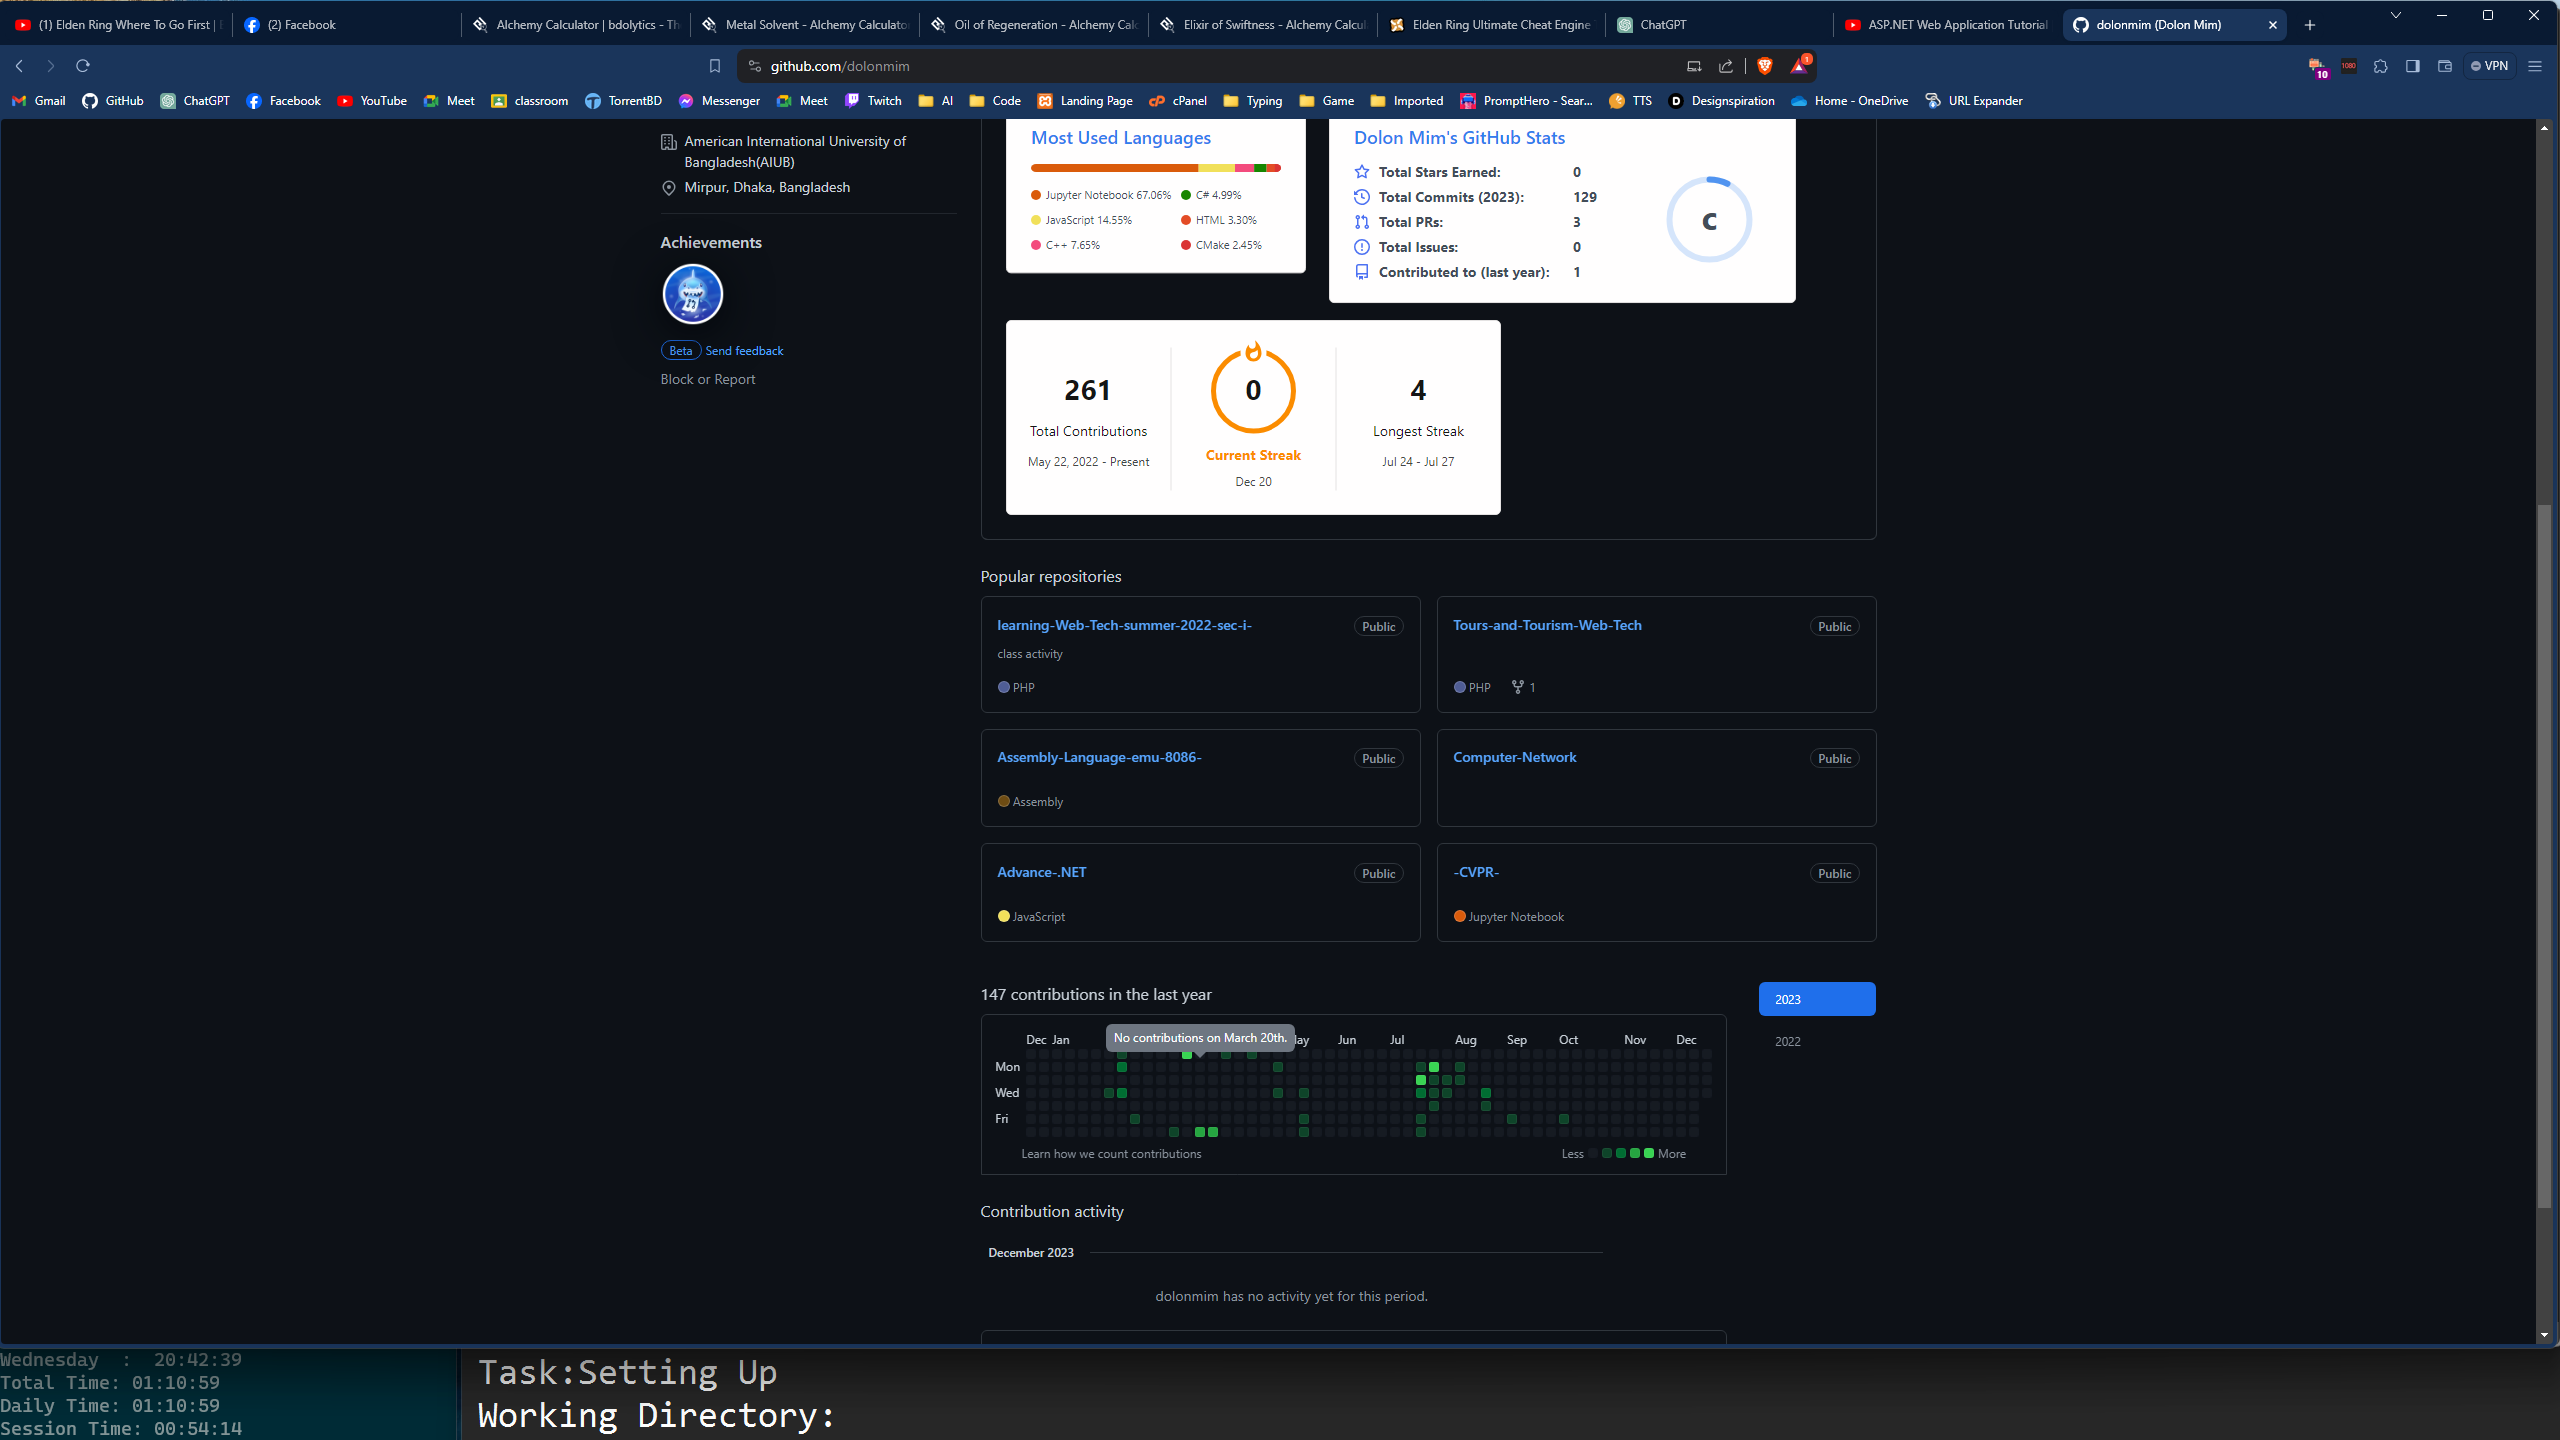 (1) Elden Ring Where To Go First |
(2) Facebook
Alchemy Calculator | bdolytics - Th
Metal Solvent - Alchemy Calculator
Oil of Regeneration - Alchemy Calc
Elixir of Swiftness - Alchemy Calcul
Elden Ring Ultimate Cheat Engine
ChatGPT
ASP.NET Web Application Tutorial
dolonmim (Dolon Mim)
github.com/dolonmim
1
10
1080
VPN
Gmail
GitHub
ChatGPT
Facebook
YouTube
Meet
classroom
TorrentBD
Messenger
Meet
Twitch
AI
Code
Landing Page
cPanel
Typing
Game
Imported
PromptHero - Sear...
TTS
Designspiration
Home - OneDrive
URL Expander
American International University of
Bangladesh(AIUB)
Mirpur, Dhaka, Bangladesh
Achievements
Beta Send feedback
Block or Report
Most Used Languages
Jupyter Notebook 67.06%
C# 4.99%
JavaScript 14.55%
HTML 3.30%
C++ 7.65%
CMake 2.45%
Dolon Mim's GitHub Stats
Total Stars Earned: 0
Total Commits (2023): 129
Total PRs: 3
Total Issues: 0
Contributed to (last year): 1
C
261
Total Contributions
May 22, 2022 - Present
0
Current Streak
Dec 20
4
Longest Streak
Jul 24 - Jul 27
Popular repositories
learning-Web-Tech-summer-2022-sec-i-
Public
class activity
PHP
Tours-and-Tourism-Web-Tech
Public
PHP 1
Assembly-Language-emu-8086-
Public
Assembly
Computer-Network
Public
Advance-.NET
Public
JavaScript
-CVPR-
Public
Jupyter Notebook
147 contributions in the last year
2023
2022
No contributions on March 20th.
Dec Jan Jun Jul Aug Sep Oct Nov Dec
Mon
Wed
Fri
Learn how we count contributions
Less More
Contribution activity
December 2023
dolonmim has no activity yet for this period.
Wednesday : 20:42:39
Total Time: 01:10:59
Daily Time: 01:10:59
Session Time: 00:54:14
Task:Setting Up
Working Directory: